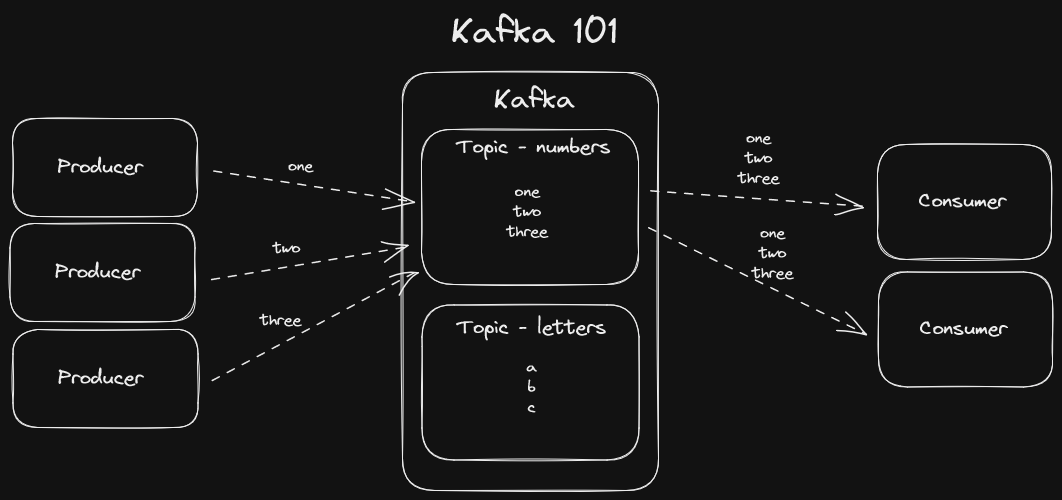 Kafka 101
Kafka
Producer
Producer
Producer
one
two
three
Topic - numbers
one
two
three
Topic - letters
a
b
c
one
two
three
one
two
three
Consumer
Consumer